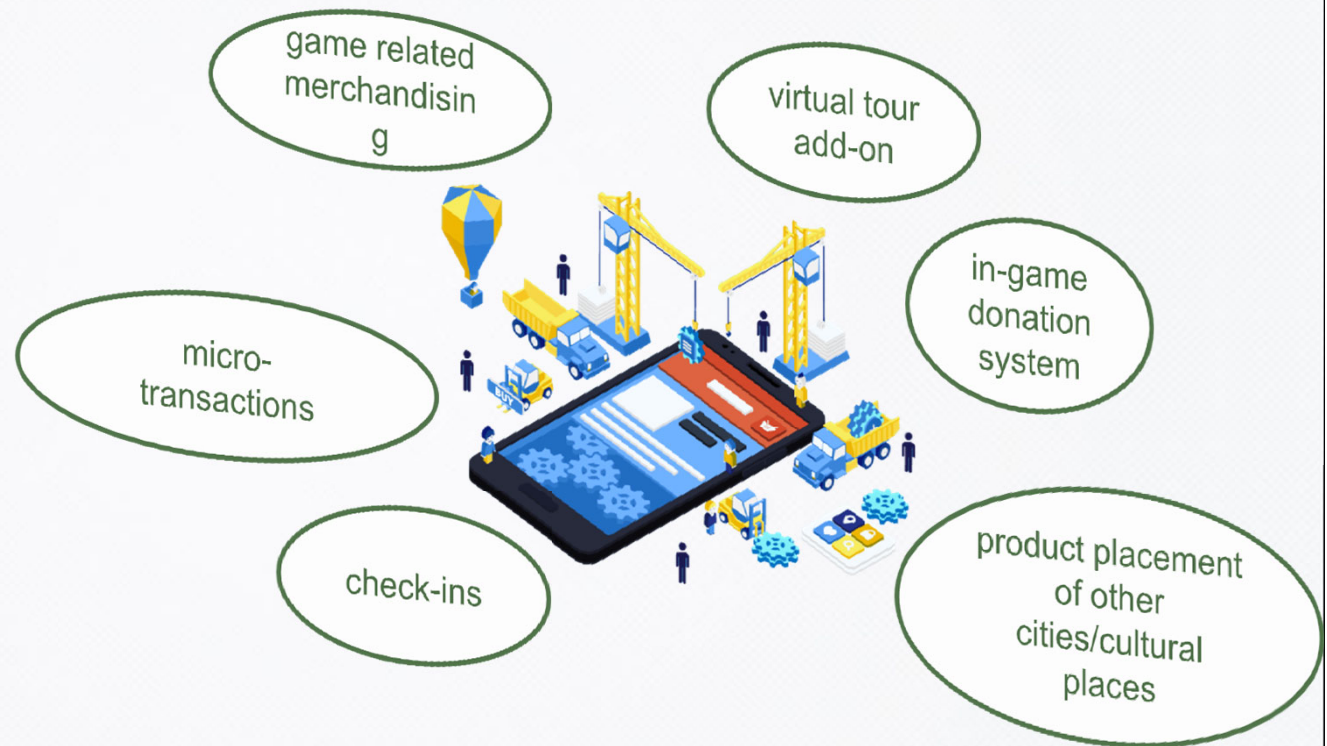 game related
merchandisin
g
virtual tour
add-on
in-game
donation
system
micro-
transactions
BUY
check-ins
product placement
of other
cities/cultural
places